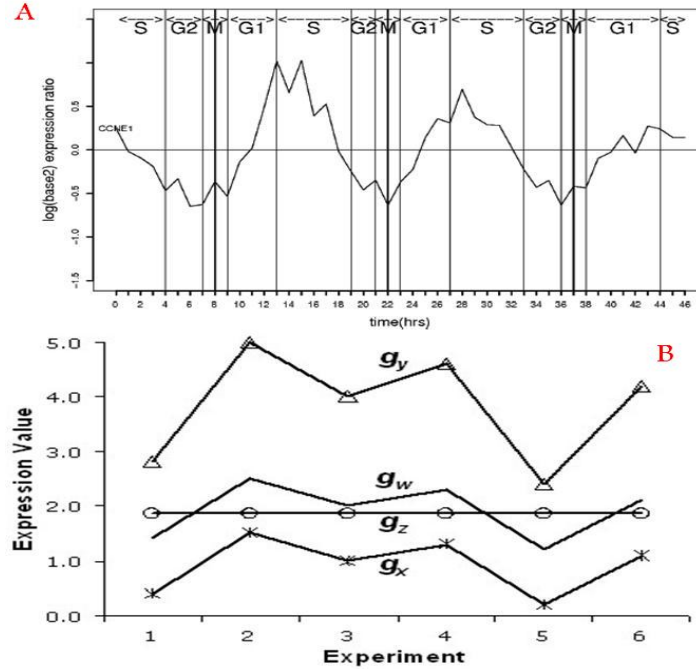 A
S G2 M G1 S G2 M G1 S G2 M G1 S
CCNE1
log(base2) expression ratio
0.5
0.0
-0.5
-1.0
-1.5
0 2 4 6 8 10 12 14 16 18 20 22 24 26 28 30 32 34 36 38 40 42 44 46
time(hrs)
B
5.0
4.0
3.0
2.0
1.0
0.0
Expression Value
gy
gw
gz
gx
1 2 3 4 5 6
Experiment